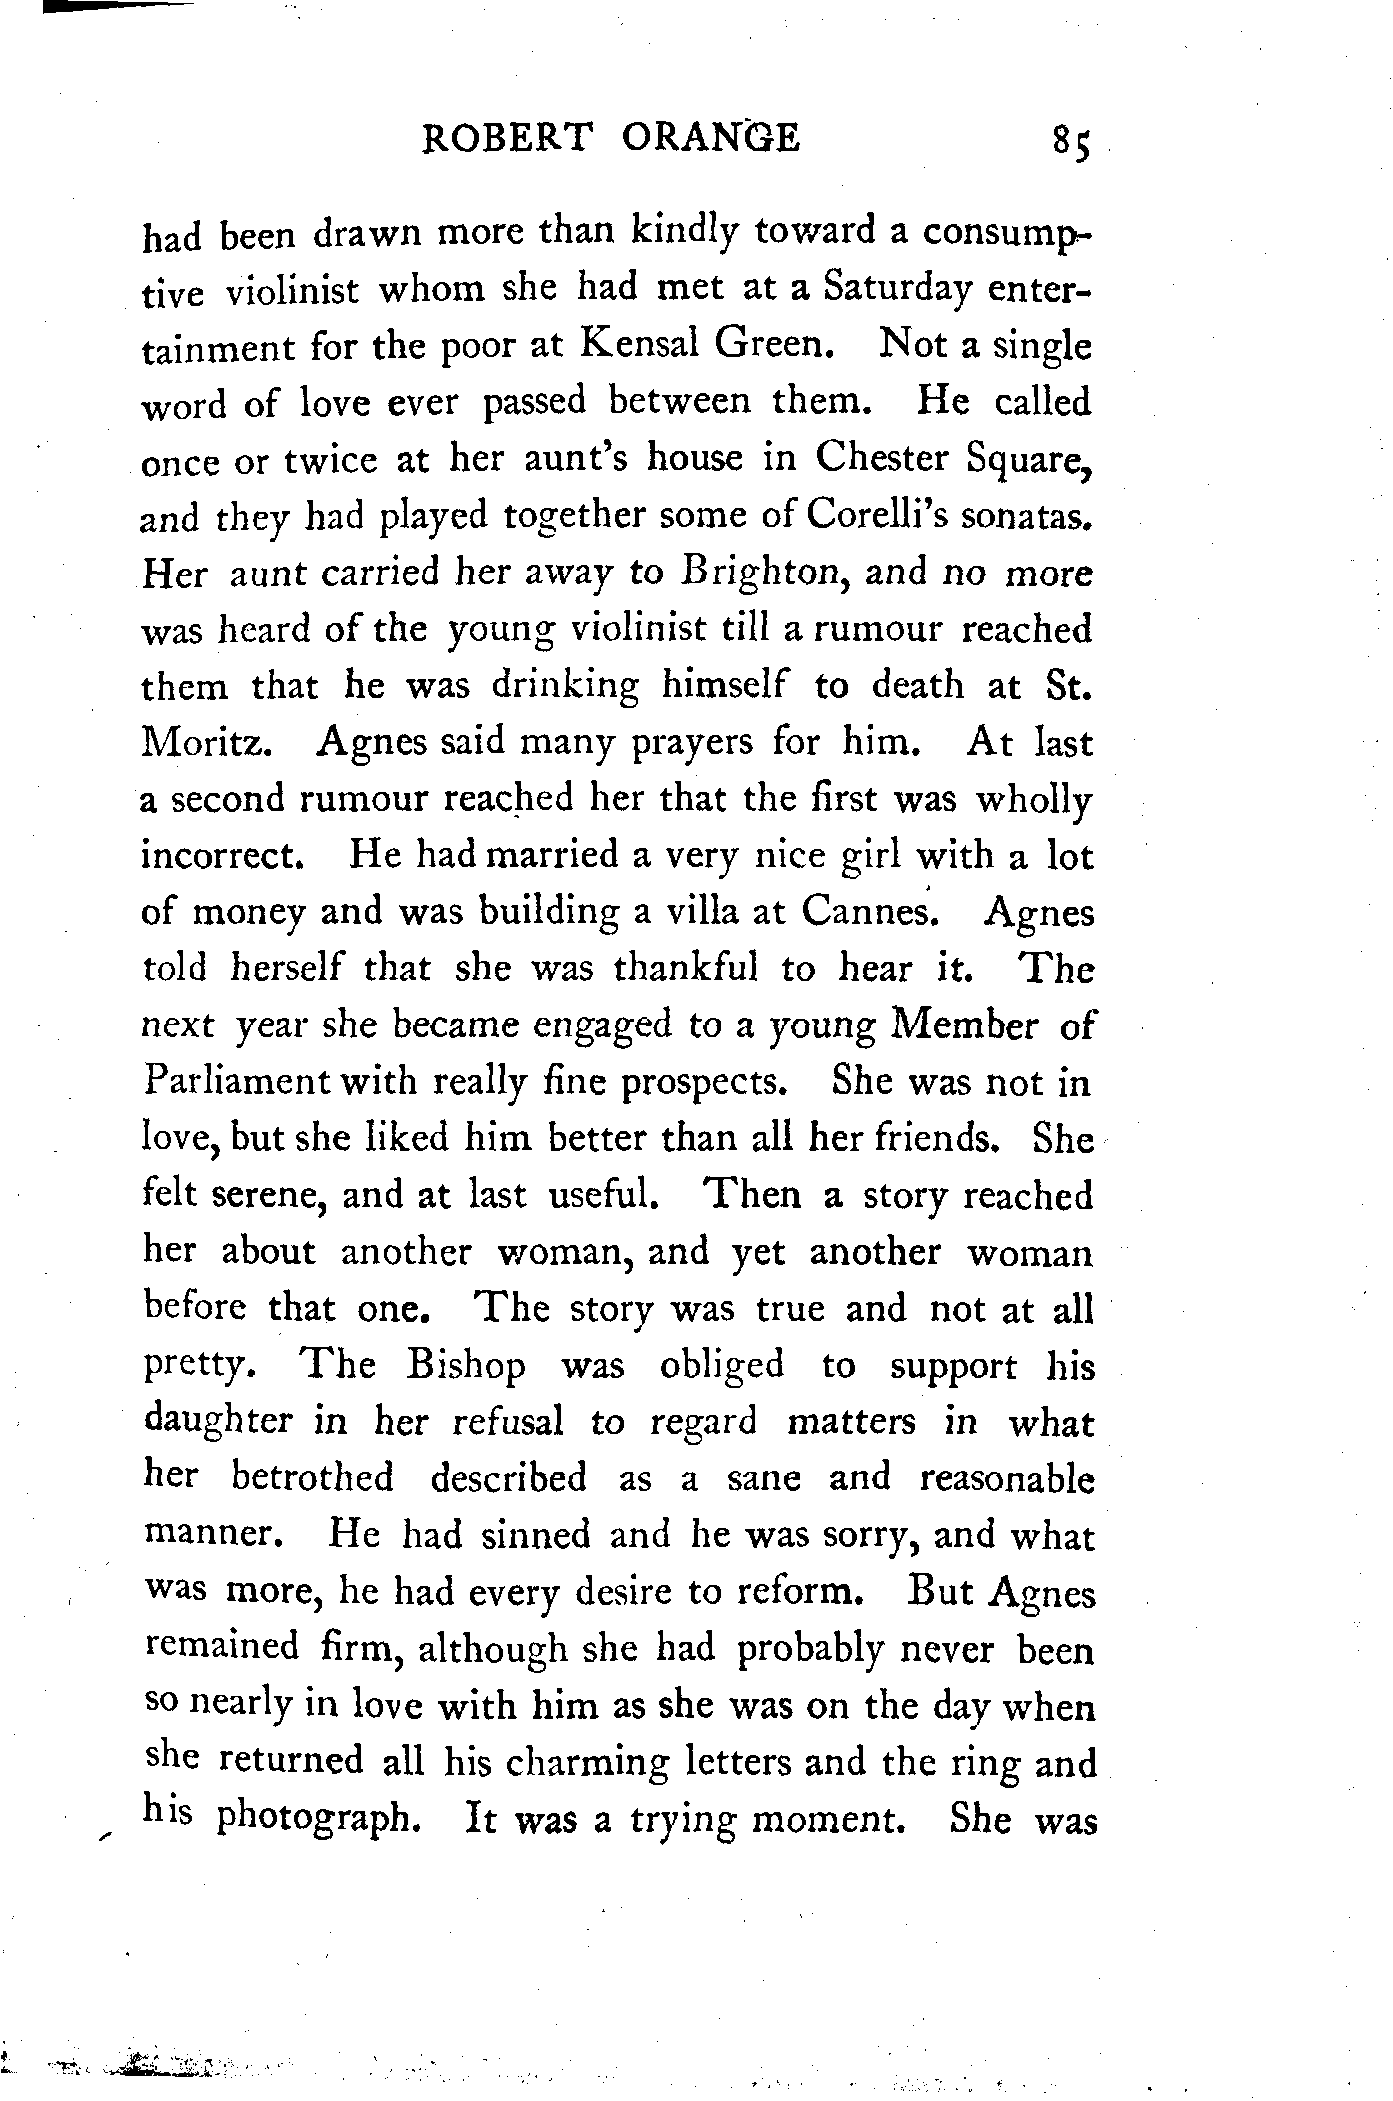 ROBERT ORANGE 85
had been drawn more than kindly toward a consump-
tive violinist whom she had met at a Saturday enter-
tainment for the poor at Kensal Green. Not a single
word of love ever passed between them. He called
once or twice at her aunt's house in Chester Square,
and they had played together some of Corelli's sonatas.
Her aunt carried her away to Brighton, and no more
was heard of the young violinist till a rumour reached
them that he was drinking himself to death at St.
Moritz. Agnes said many prayers for him. At last
a second rumour reached her that the first was wholly
incorrect. He had married a very nice girl with a lot
of money and was building a villa at Cannes. Agnes
told herself that she was thankful to hear it. The
next year she became engaged to a young Member of
Parliament with really fine prospects. She was not in
love, but she liked him better than all her friends. She
felt serene, and at last useful. Then a story reached
her about another woman, and yet another woman
before that one. The story was true and not at all
pretty. The Bishop was obliged to support his
daughter in her refusal to regard matters in what
her betrothed described as a sane and reasonable
manner. He had sinned and he was sorry, and what
was more, he had every desire to reform. But Agnes
remained firm, although she had probably never been
so nearly in love with him as she was on the day when
she returned all his charming letters and the ring and
his photograph. It was a trying moment. She was